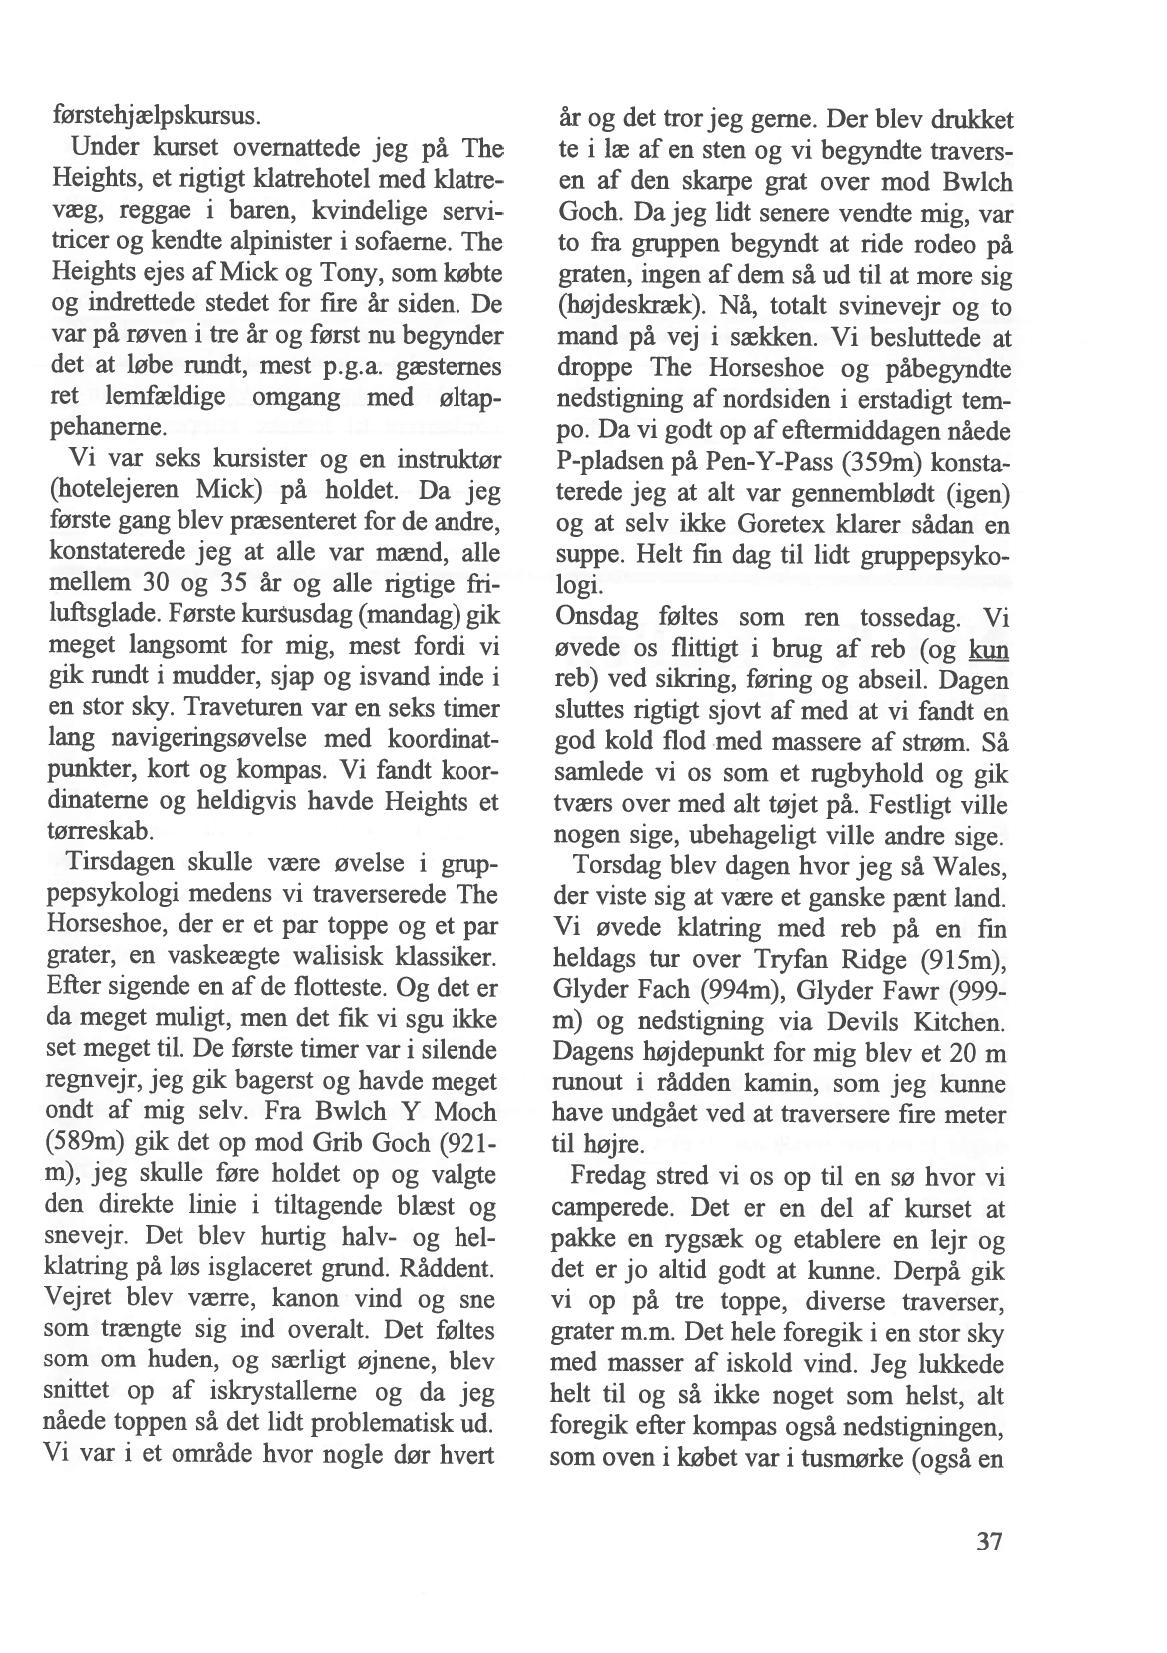 førstehjælpskursus.
Under kurset overnattede jeg på The
Heights, et rigtigt klatrehotel med klatre-
væg, reggae i baren, kvindelige servi-
tricer og kendte alpinister i sofaerne. The
Heights ejes af Mick og Tony, som købte
og indrettede stedet for fire år siden. De
var på røven i tre år og først nu begynder
det at løbe rundt, mest p.g.a. gæsternes
ret lemfældige omgang med øltap-
pehanerne.
Vi var seks kursister og en instruktør
(hotelejeren Mick) på holdet. Da jeg
første gang blev præsenteret for de andre,
konstaterede jeg at alle var mænd, alle
mellem 30 og 35 år og alle rigtige fri-
luftsglade. Første kursusdag (mandag) gik
meget langsomt for mig, mest fordi vi
gik rundt i mudder, sjap og isvand inde i
en stor sky. Traveturen var en seks timer
lang navigeringsøvelse med koordinat-
punkter, kort og kompas. Vi fandt koor-
dinaterne og heldigvis havde Heights et
tørreskab.
Tirsdagen skulle være øvelse i grup-
pepsykologi medens vi traverserede The
Horseshoe, der er et par toppe og et par
grater, en vaskeægte walisisk klassiker.
Efter sigende en af de flotteste. Og det er
da meget muligt, men det fik vi sgu ikke
set meget til. De første timer var i silende
regnvejr, jeg gik bagerst og havde meget
ondt af mig selv. Fra Bwlch Y Moch
(589m) gik det op mod Grib Goch (921-
m), jeg skulle føre holdet op og valgte
den direkte linie i tiltagende blæst og
snevejr. Det blev hurtig halv- og hel-
klatring på løs isglaceret grund. Råddent.
Vejret blev værre, kanon vind og sne
som trængte sig ind overalt. Det føltes
som om huden, og særligt øjnene, blev
snittet op af iskrystallerne og da jeg
nåede toppen så det lidt problematisk ud.
Vi var i et område hvor nogle dør hvert
år og det tror jeg gerne. Der blev drukket
te i læ af en sten og vi begyndte travers-
en af den skarpe grat over mod Bwlch
Goch. Da jeg lidt senere vendte mig, var
to fra gruppen begyndt at ride rodeo på
graten, ingen af dem så ud til at more sig
(højdeskræk). Nå, totalt svinevejr og to
mand på vej i sækken. Vi besluttede at
droppe The Horseshoe og påbegyndte
nedstigning af nordsiden i erstadigt tem-
po. Da vi godt op af eftermiddagen nåede
P-pladsen på Pen-Y-Pass (359m) konsta-
terede jeg at alt var gennemblødt (igen)
og at selv ikke Goretex klarer sådan en
suppe. Helt fin dag til lidt gruppepsyko-
logi.
Onsdag føltes som ren tossedag. Vi
øvede os flittigt i brug af reb (og kun
reb) ved sikring, føring og abseil. Dagen
sluttes rigtigt sjovt af med at vi fandt en
god kold flod med massere af strøm. Så
samlede vi os som et rugbyhold og gik
tværs over med alt tøjet på. Festligt ville
nogen sige, ubehageligt ville andre sige.
Torsdag blev dagen hvor jeg så Wales,
der viste sig at være et ganske pænt land.
Vi øvede klatring med reb på en fin
heldags tur over Tryfan Ridge (915m),
Glyder Fach (994m), Glyder Fawr (999-
m) og nedstigning via Devils Kitchen.
Dagens højdepunkt for mig blev et 20 m
runout i rådden kamin, som jeg kunne
have undgået ved at traversere fire meter
til højre.
Fredag stred vi os op til en sø hvor vi
camperede. Det er en del af kurset at
pakke en rygsæk og etablere en lejr og
det er jo altid godt at kunne. Derpå gik
vi op på tre toppe, diverse traverser,
grater m.m. Det hele foregik i en stor sky
med masser af iskold vind. Jeg lukkede
helt til og så ikke noget som helst, alt
foregik efter kompas også nedstigningen,
som oven i købet var i tusmørke (også en
37